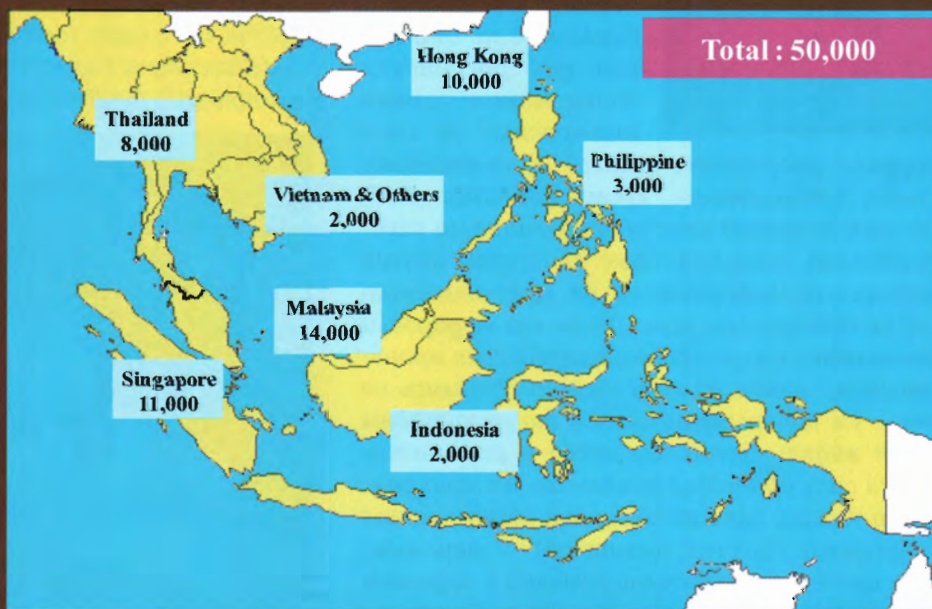 Total : 50,000
Hong Kong
10,000
Thailand
8,000
Philippine
3,000
Vietnam & Others
2,000
Malaysia
14,000
Singapore
11,000
Indonesia
2,000